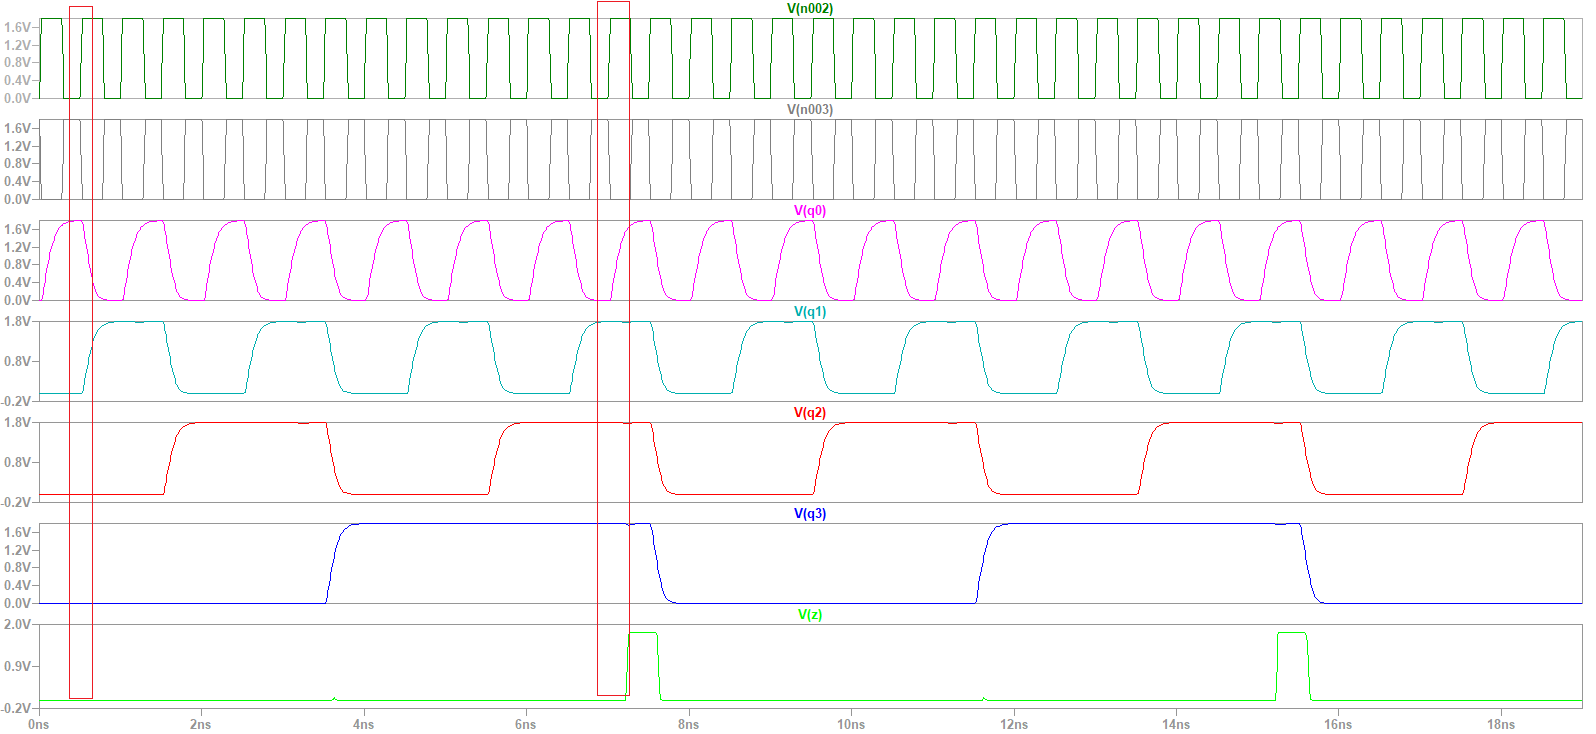 V(n002)
1.6V
1.2V
0.8V
0.4V
0.0V
V(n003)
1.6V
1.2V
0.8V
0.4V
0.0V
V(q0)
1.6V
1.2V
0.8V
0.4V
0.0V
V(q1)
1.8V
0.8V
-0.2V
V(q2)
1.8V
0.8V
-0.2V
V(q3)
1.6V
1.2V
0.8V
0.4V
0.0V
V(z)
2.0V
0.9V
-0.2V
0ns 2ns 4ns 6ns 8ns 10ns 12ns 14ns 16ns 18ns